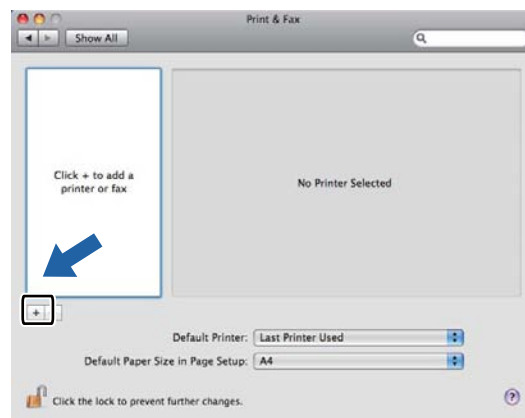 Print & Fax
Show All
Click + to add a
printer or fax
No Printer Selected
+
Default Printer: Last Printer Used
Default Paper Size in Page Setup: A4
Click the lock to prevent further changes.
?